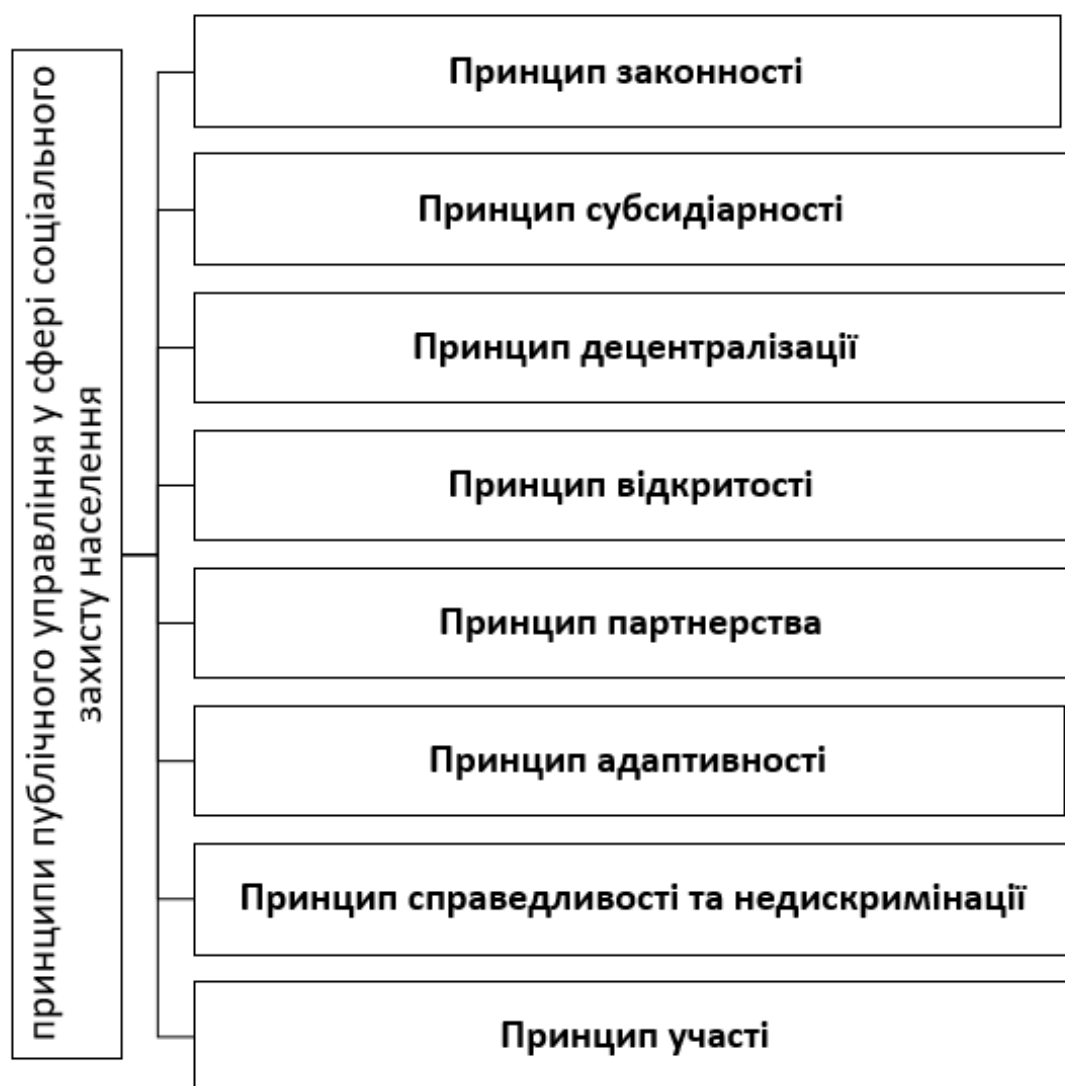 принципи публічного управління у сфері соціального
захисту населення
Принцип законності
Принцип субсидіарності
Принцип децентралізації
Принцип відкритості
Принцип партнерства
Принцип адаптивності
Принцип справедливості та недискримінації
Принцип участі